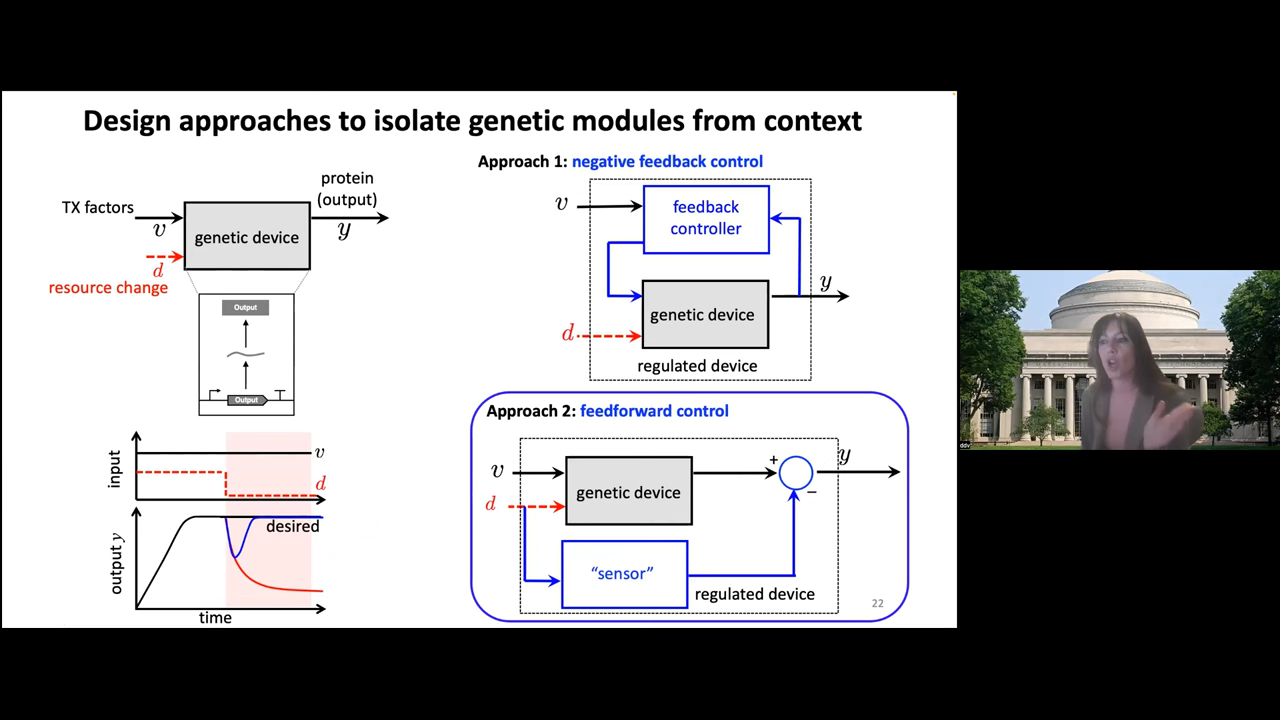 Design approaches to isolate genetic modules from context
TX factors
v
protein
(output)
y
genetic device
d
resource change
Output
Output
input
v
d
output y
desired
time
Approach 1: negative feedback control
v
feedback
controller
y
genetic device
d
regulated device
Approach 2: feedforward control
v
d
genetic device
+
y
−
"sensor"
regulated device
22